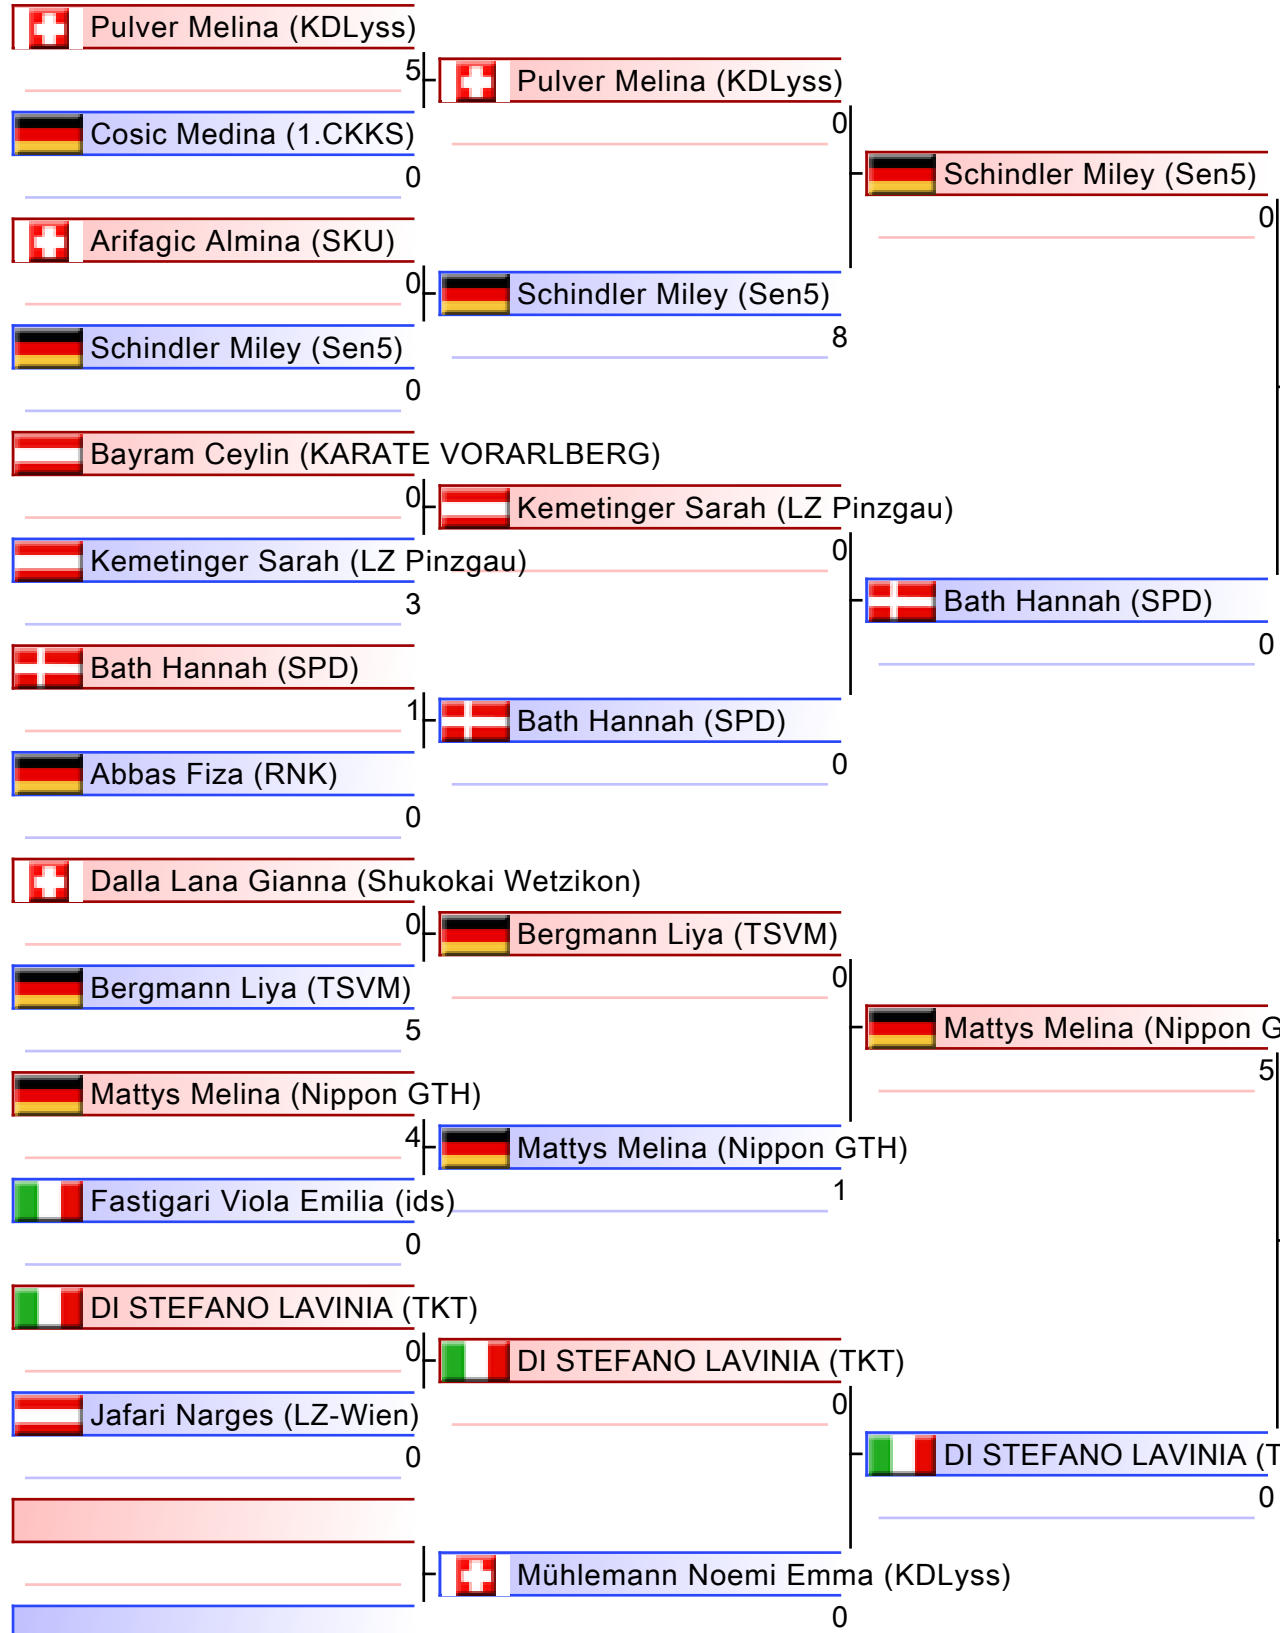 Pulver Melina (KDLyss)
5
Cosic Medina (1.CKKS)
0
Arifagic Almina (SKU)
0
Schindler Miley (Sen5)
0
Bayram Ceylin (KARATE VORARLBERG)
0
Kemetinger Sarah (LZ Pinzgau)
3
Bath Hannah (SPD)
1
Abbas Fiza (RNK)
0
Dalla Lana Gianna (Shukokai Wetzikon)
0
Bergmann Liya (TSVM)
5
Mattys Melina (Nippon GTH)
4
Fastigari Viola Emilia (ids)
0
DI STEFANO LAVINIA (TKT)
0
Jafari Narges (LZ-Wien)
0
Pulver Melina (KDLyss)
0
Schindler Miley (Sen5)
8
Kemetinger Sarah (LZ Pinzgau)
0
Bath Hannah (SPD)
0
Bergmann Liya (TSVM)
0
Mattys Melina (Nippon GTH)
1
DI STEFANO LAVINIA (TKT)
0
Mühlemann Noemi Emma (KDLyss)
0
Schindler Miley (Sen5)
0
Bath Hannah (SPD)
0
Mattys Melina (Nippon G
5
DI STEFANO LAVINIA (T
0